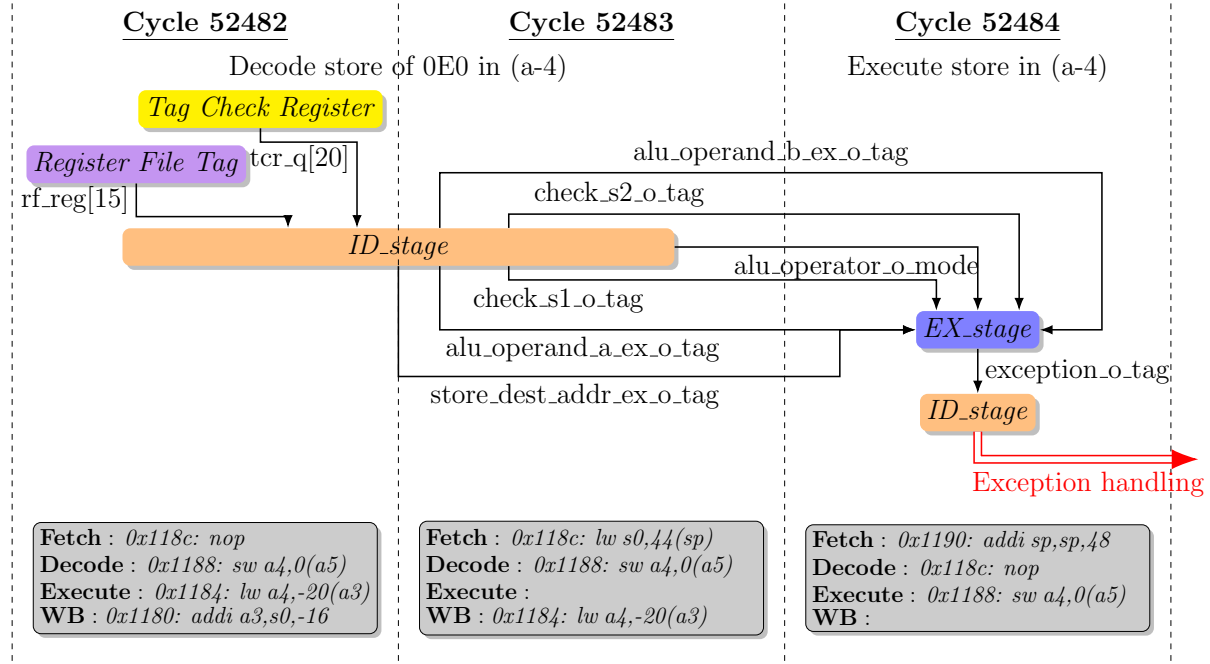 Cycle 52482
Cycle 52483
Cycle 52484
Decode store of 0E0 in (a-4)
Execute store in (a-4)
Tag Check Register
Register File Tag
tcr_q[20]
rf_reg[15]
alu_operand_b_ex_o_tag
check_s2_o_tag
ID_stage
alu_operator_o_mode
check_s1_o_tag
EX_stage
alu_operand_a_ex_o_tag
exception_o_tag
store_dest_addr_ex_o_tag
ID_stage
Exception handling
Fetch : 0x118c: nop
Decode : 0x1188: sw a4,0(a5)
Execute : 0x1184: lw a4,-20(a3)
WB : 0x1180: addi a3,s0,-16
Fetch : 0x118c: lw s0,44(sp)
Decode : 0x1188: sw a4,0(a5)
Execute :
WB : 0x1184: lw a4,-20(a3)
Fetch : 0x1190: addi sp,sp,48
Decode : 0x118c: nop
Execute : 0x1188: sw a4,0(a5)
WB :